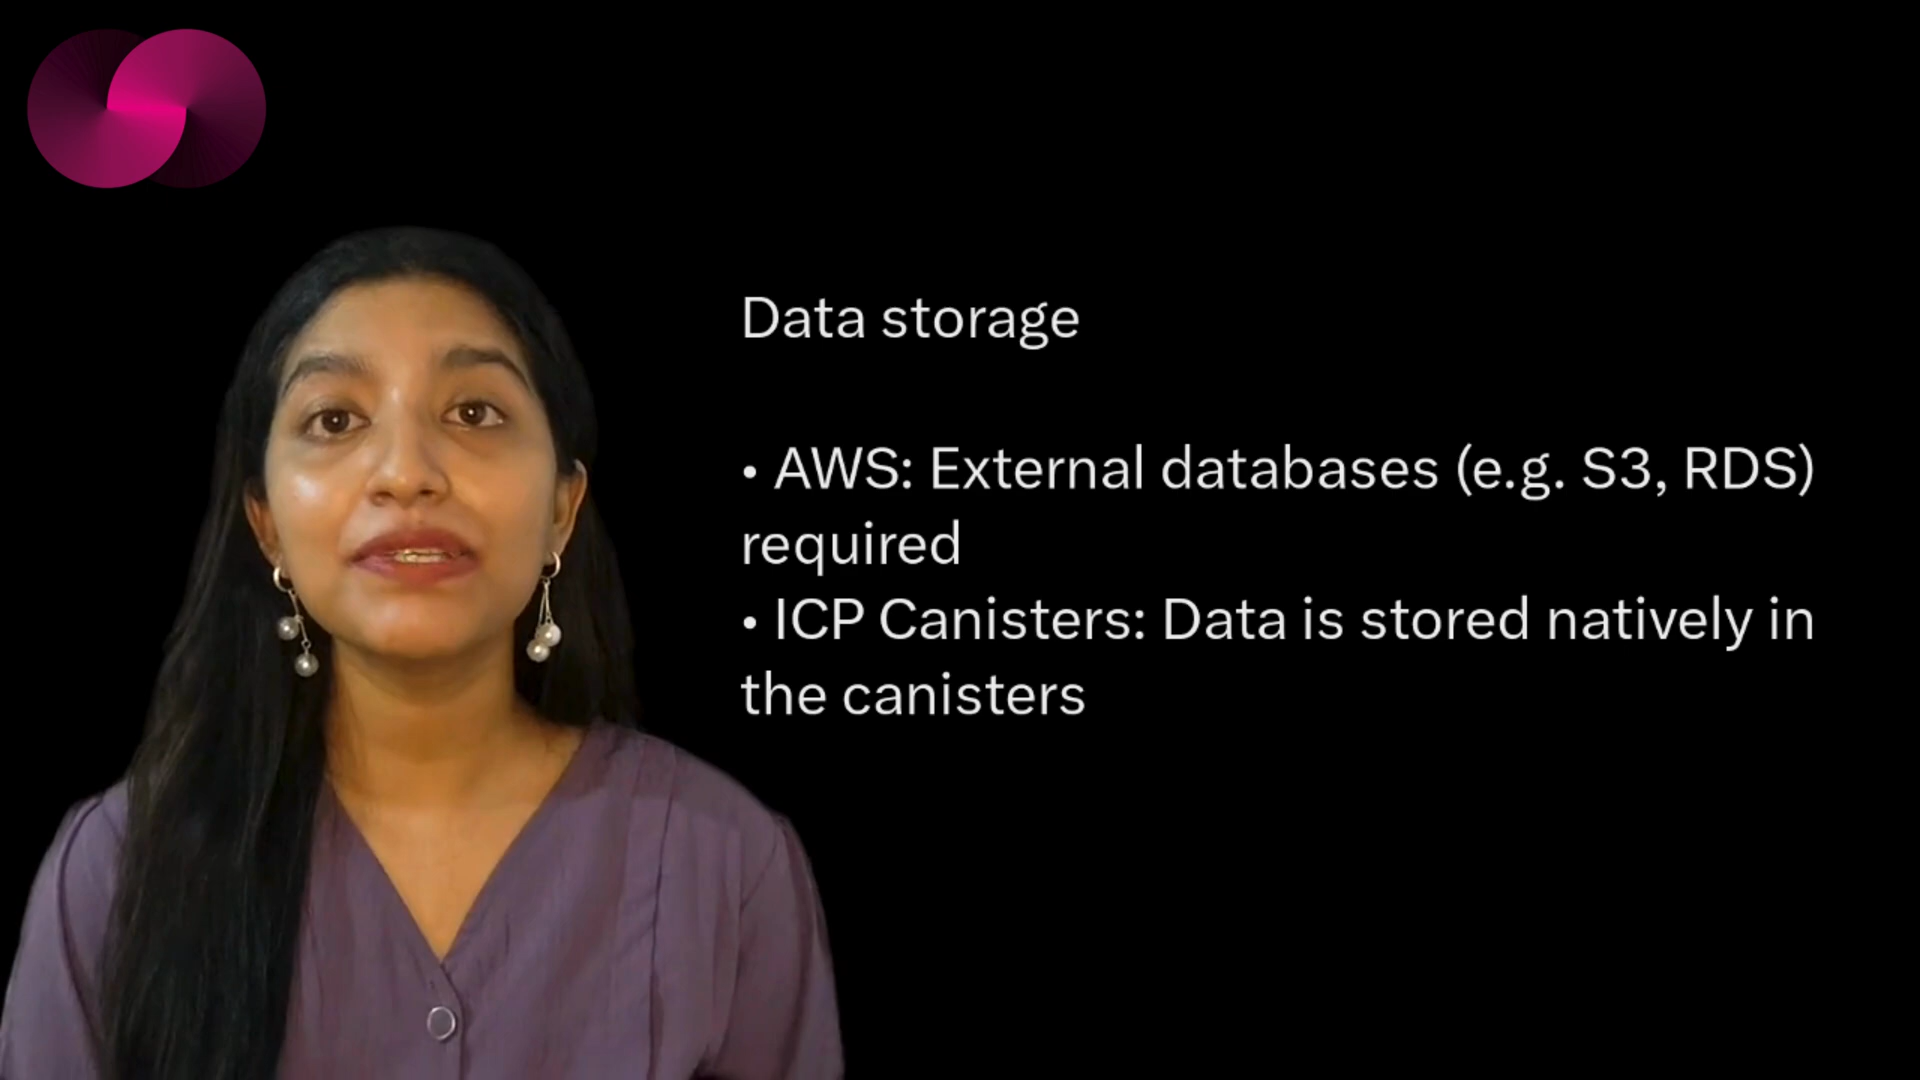 Data storage
• AWS: External databases (e.g. S3, RDS)
required
• ICP Canisters: Data is stored natively in
the canisters